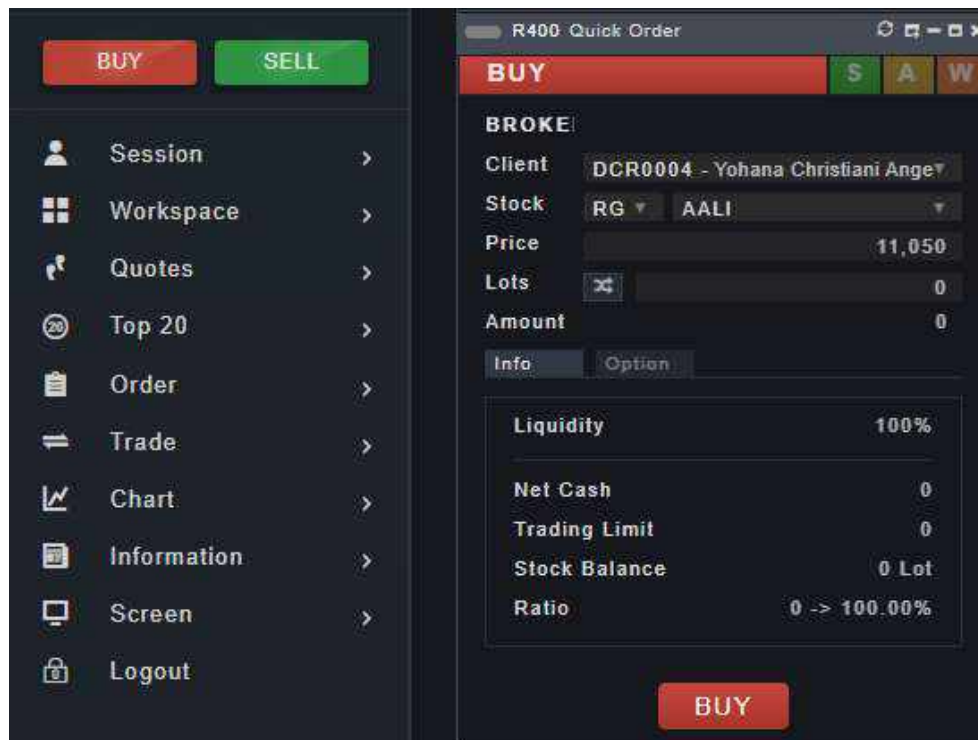 BUY SELL
Session
Workspace
Quotes
20 Top 20
Order
Trade
Chart
Information
Screen
Logout
R400 Quick Order
BUY S A W
BROKE
Client DCR0004 - Yohana Christiani Ange
Stock RG AALI
Price 11,050
Lots 0
Amount 0
Info Option
Liquidity 100%
Net Cash 0
Trading Limit 0
Stock Balance 0 Lot
Ratio 0 -> 100.00%
BUY